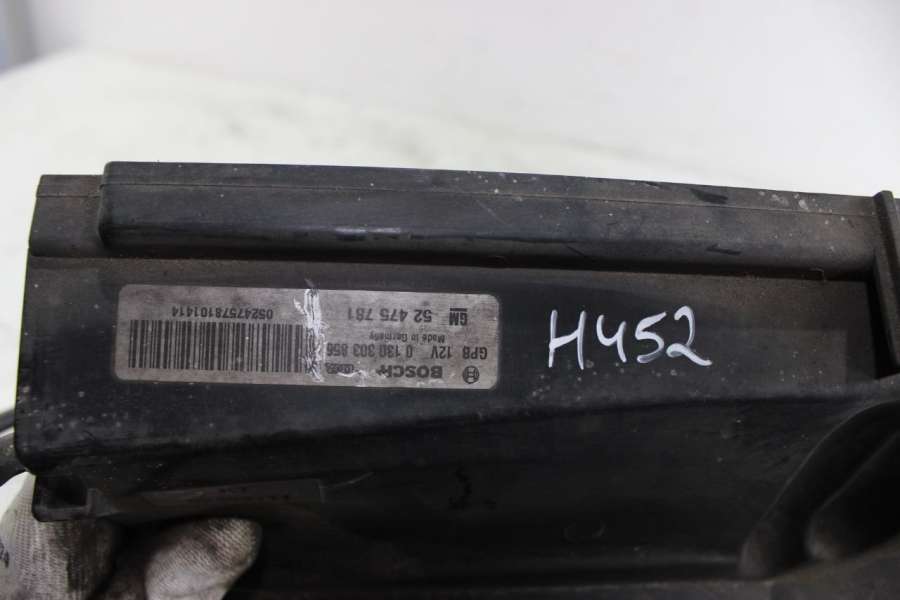 BOSCH
GPB 12V 0 130 303 856
Made in Germany
GM 52 475 781
05247578101414
H452